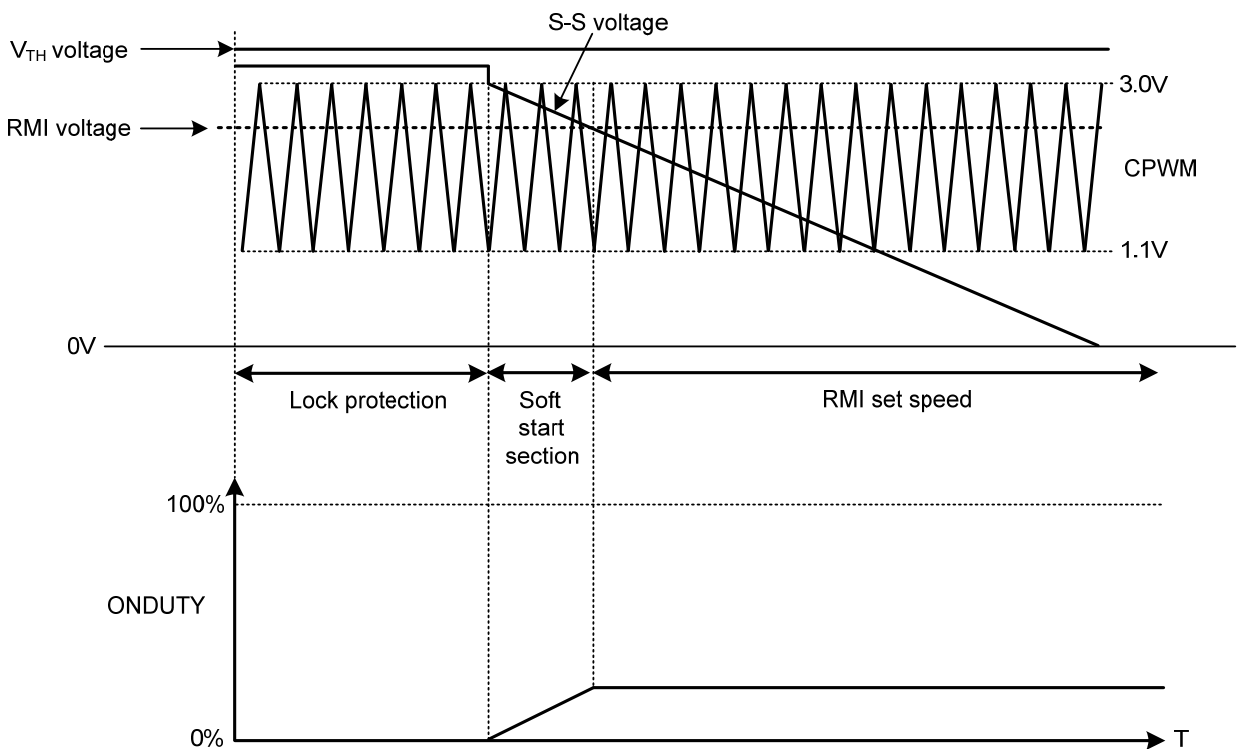 S-S voltage
VTH voltage
3.0V
RMI voltage
CPWM
1.1V
0V
Lock protection
Soft
start
section
RMI set speed
100%
ONDUTY
0%
T